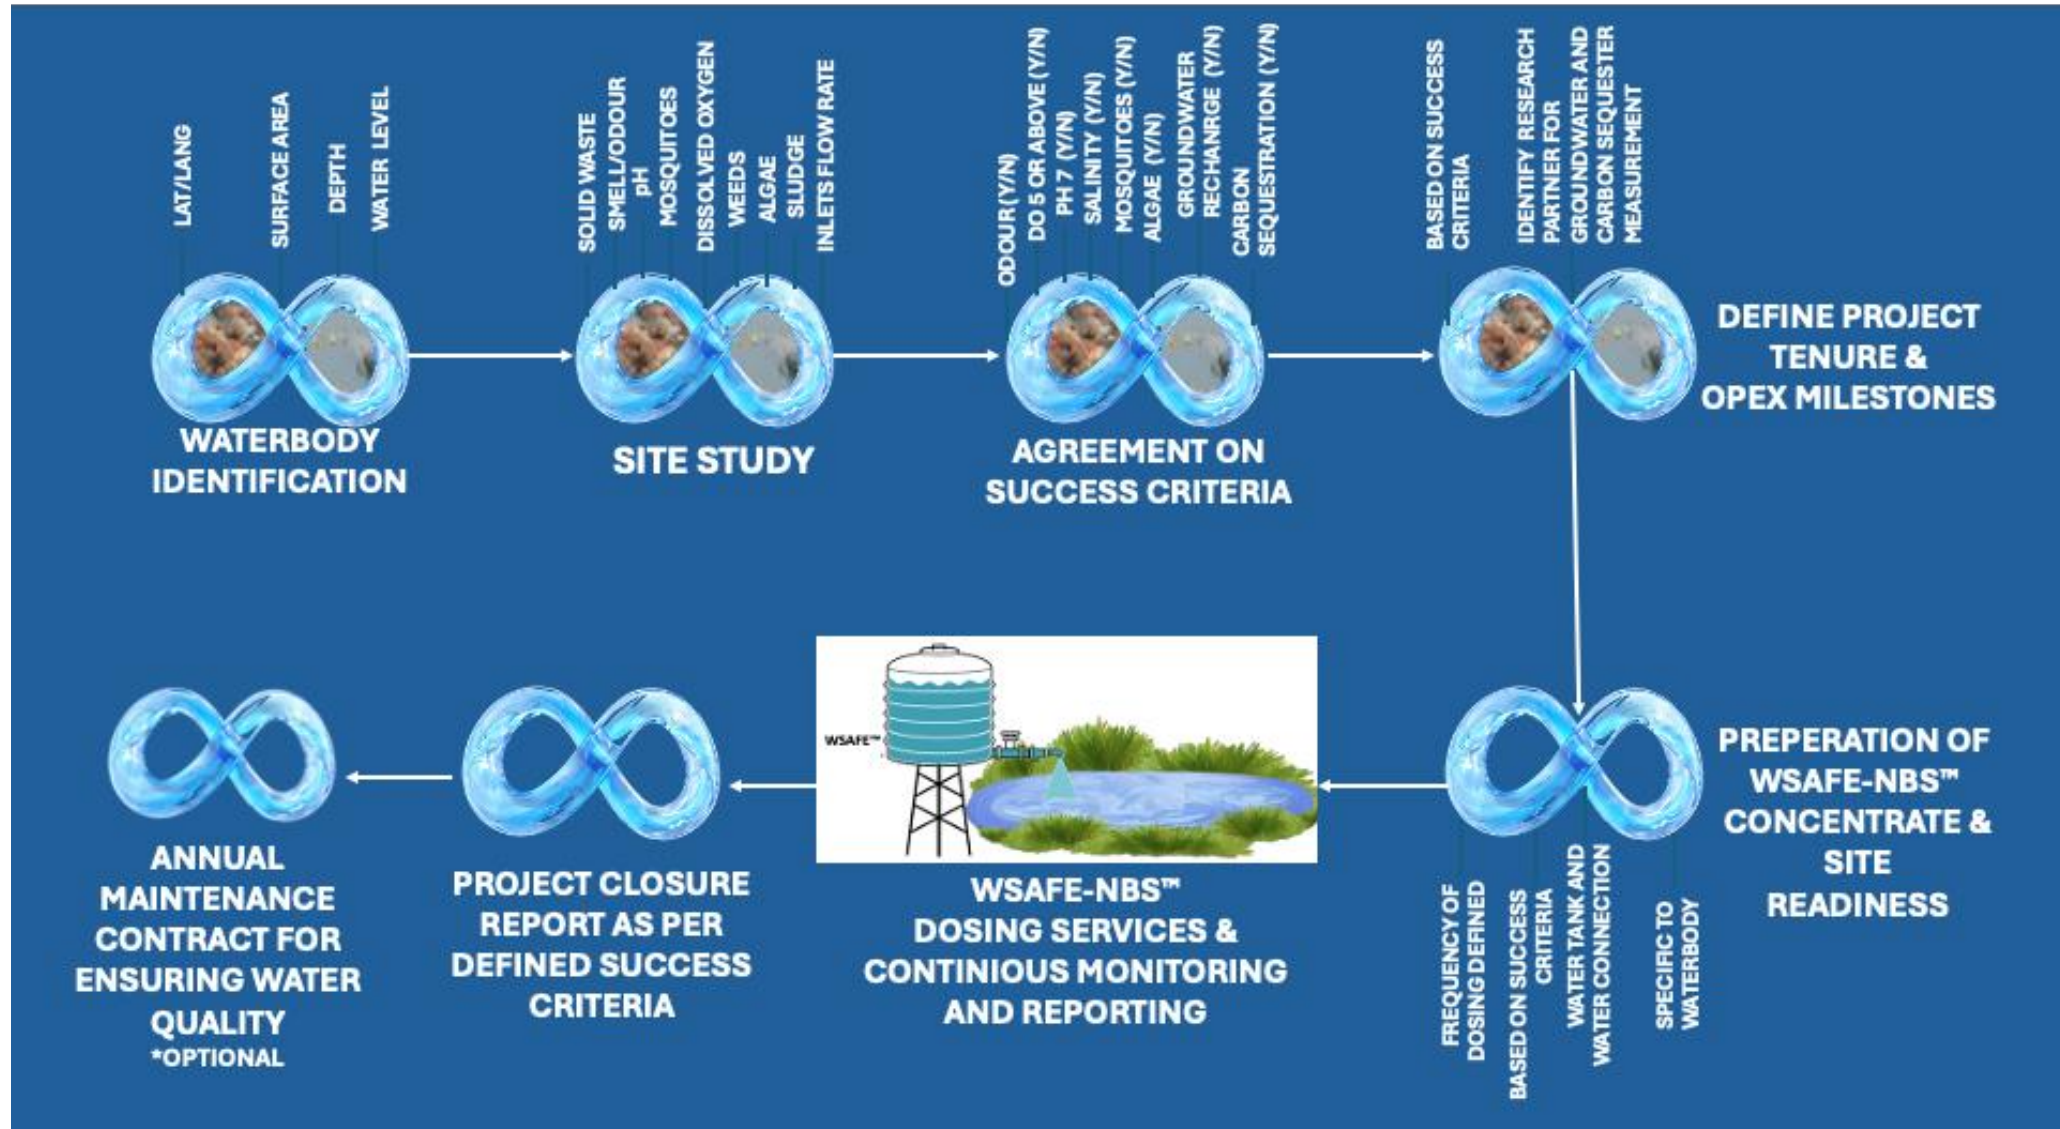 LAT/LANG
SURFACE AREA
DEPTH
WATER LEVEL
WATERBODY
IDENTIFICATION
SOLID WASTE
SMELL/ODOUR
pH
MOSQUITOES
DISSOLVED OXYGEN
WEEDS
ALGAE
SLUDGE
INLETS FLOW RATE
SITE STUDY
ODOUR (Y/N)
DO 5 OR ABOVE (Y/N)
PH 7 (Y/N)
SALINITY (Y/N)
MOSQUITOES (Y/N)
ALGAE (Y/N)
GROUNDWATER
RECHANRGE (Y/N)
CARBON
SEQUESTRATION (Y/N)
AGREEMENT ON
SUCCESS CRITERIA
BASED ON SUCCESS
CRITERIA
IDENTIFY RESEARCH
PARTNER FOR
GROUNDWATER AND
CARBON SEQUESTER
MEASUREMENT
DEFINE PROJECT
TENURE &
OPEX MILESTONES
PREPERATION OF
WSAFE-NBS™
CONCENTRATE &
SITE
READINESS
FREQUENCY OF
DOSING DEFINED
BASED ON SUCCESS
CRITERIA
WATER TANK AND
WATER CONNECTION
SPECIFIC TO
WATERBODY
WSAFE™
WSAFE-NBS™
DOSING SERVICES &
CONTINIOUS MONITORING
AND REPORTING
PROJECT CLOSURE
REPORT AS PER
DEFINED SUCCESS
CRITERIA
ANNUAL
MAINTENANCE
CONTRACT FOR
ENSURING WATER
QUALITY
*OPTIONAL